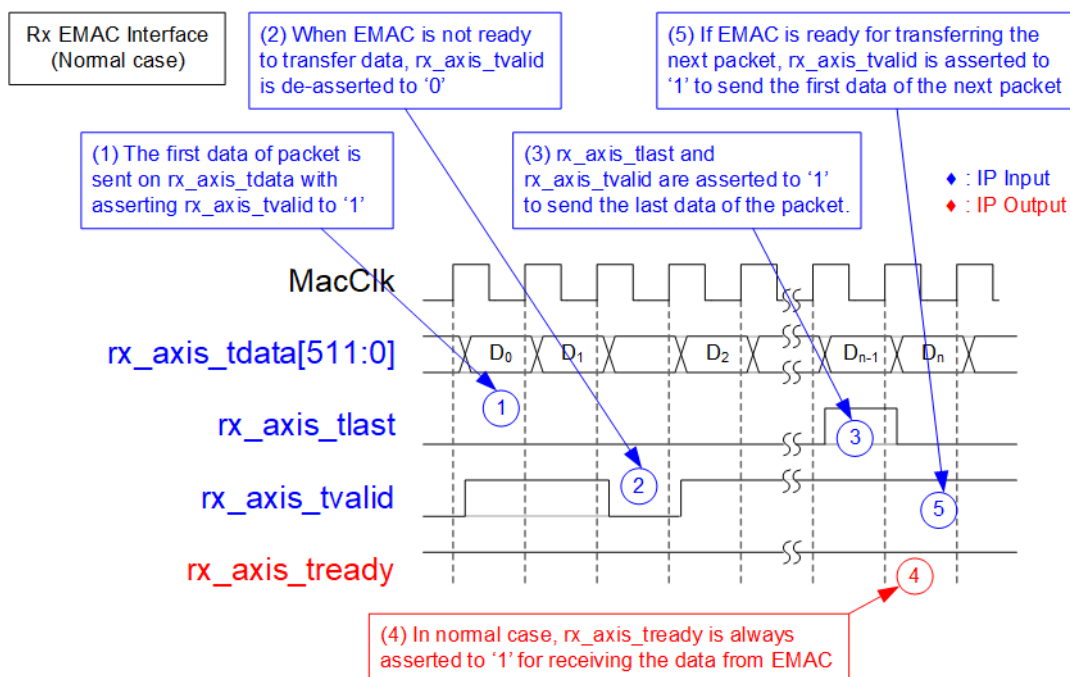 Rx EMAC Interface
(Normal case)
(2) When EMAC is not ready
to transfer data, rx_axis_tvalid
is de-asserted to ‘0’
(5) If EMAC is ready for transferring the
next packet, rx_axis_tvalid is asserted to
‘1’ to send the first data of the next packet
(1) The first data of packet is
sent on rx_axis_tdata with
asserting rx_axis_tvalid to ‘1’
(3) rx_axis_tlast and
rx_axis_tvalid are asserted to ‘1’
to send the last data of the packet.
♦ : IP Input
♦ : IP Output
MacClk
rx_axis_tdata[511:0]
D0 D1 D2 Dn-1 Dn
1
rx_axis_tlast
3
rx_axis_tvalid
2
5
rx_axis_tready
4
(4) In normal case, rx_axis_tready is always
asserted to ‘1’ for receiving the data from EMAC